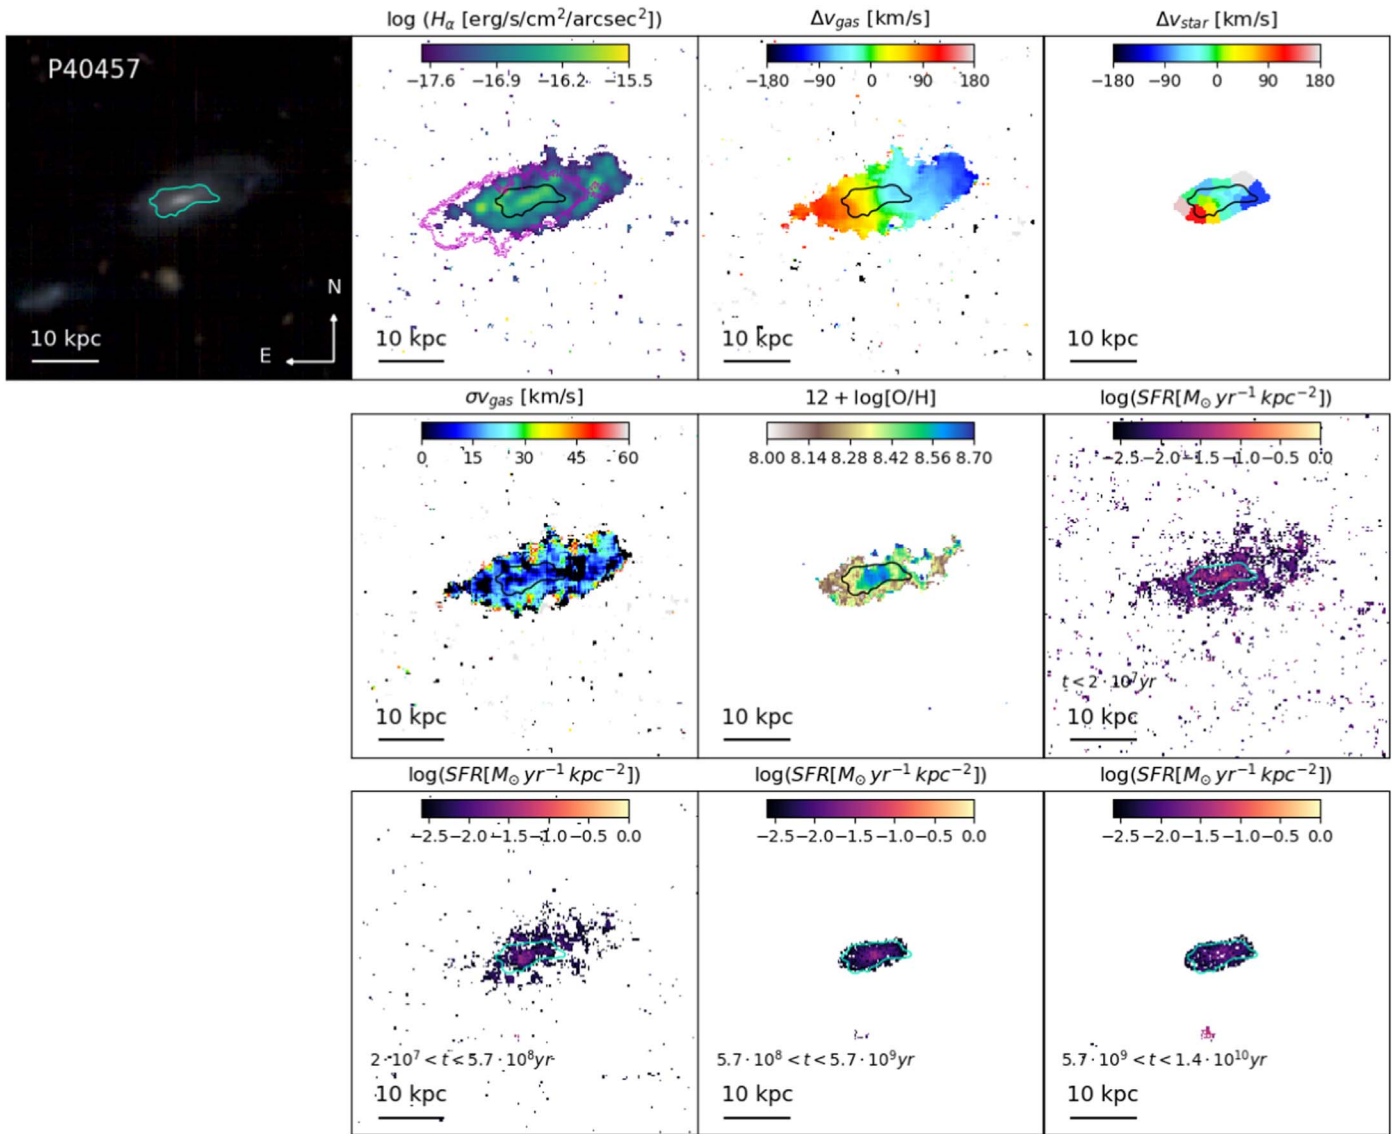 log (Hα [erg/s/cm²/arcsec²])
Δv_gas [km/s]
Δv_star [km/s]
P40457
−17.6 −16.9 −16.2 −15.5
−180 −90 0 90 180
−180 −90 0 90 180
N
E
10 kpc
10 kpc
10 kpc
10 kpc
σv_gas [km/s]
12 + log[O/H]
log(SFR[M⊙ yr⁻¹ kpc⁻²])
0 15 30 45 60
8.00 8.14 8.28 8.42 8.56 8.70
−2.5 −2.0 −1.5 −1.0 −0.5 0.0
t < 2 · 10⁷yr
10 kpc
10 kpc
10 kpc
log(SFR[M⊙ yr⁻¹ kpc⁻²])
log(SFR[M⊙ yr⁻¹ kpc⁻²])
log(SFR[M⊙ yr⁻¹ kpc⁻²])
−2.5 −2.0 −1.5 −1.0 −0.5 0.0
−2.5 −2.0 −1.5 −1.0 −0.5 0.0
−2.5 −2.0 −1.5 −1.0 −0.5 0.0
2 · 10⁷ < t < 5.7 · 10⁸yr
5.7 · 10⁸ < t < 5.7 · 10⁹yr
5.7 · 10⁹ < t < 1.4 · 10¹⁰yr
10 kpc
10 kpc
10 kpc